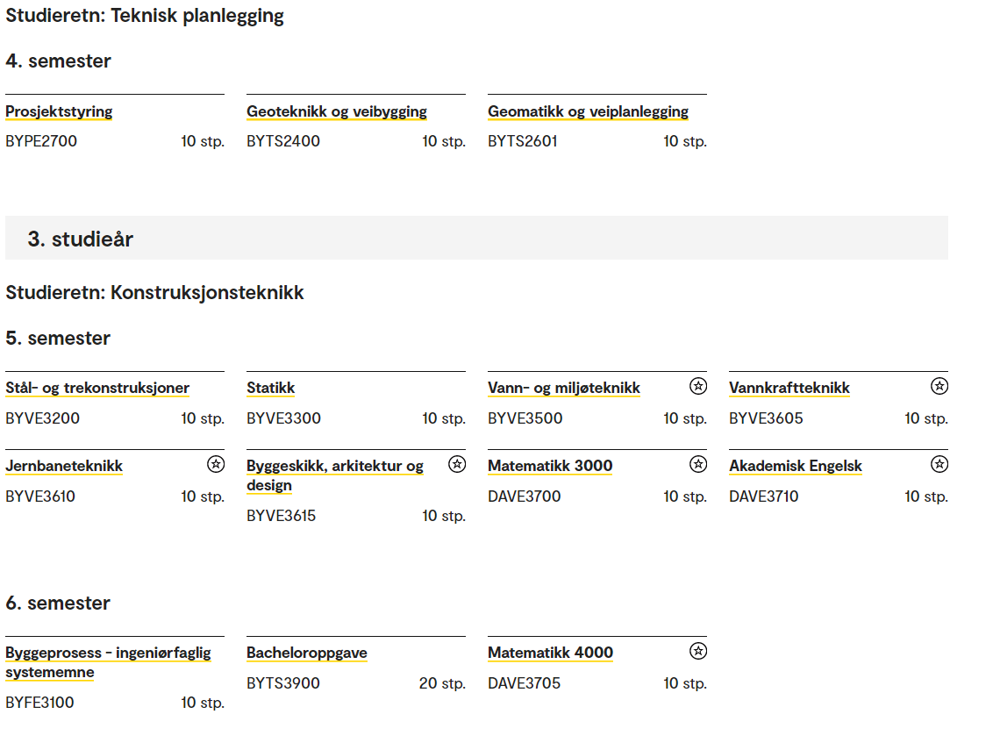 Studieretn: Teknisk planlegging
4. semester
Prosjektstyring
BYPE2700 10 stp.
Geoteknikk og veibygging
BYTS2400 10 stp.
Geomatikk og veiplanlegging
BYTS2601 10 stp.
3. studieår
Studieretn: Konstruksjonsteknikk
5. semester
Stål- og trekonstruksjoner
BYVE3200 10 stp.
Statikk
BYVE3300 10 stp.
Vann- og miljøteknikk
BYVE3500 10 stp.
Vannkraftteknikk
BYVE3605 10 stp.
Jernbaneteknikk
BYVE3610 10 stp.
Byggeskikk, arkitektur og
design
BYVE3615 10 stp.
Matematikk 3000
DAVE3700 10 stp.
Akademisk Engelsk
DAVE3710 10 stp.
6. semester
Byggeprosess - ingeniørfaglig
systememne
BYFE3100 10 stp.
Bacheloroppgave
BYTS3900 20 stp.
Matematikk 4000
DAVE3705 10 stp.